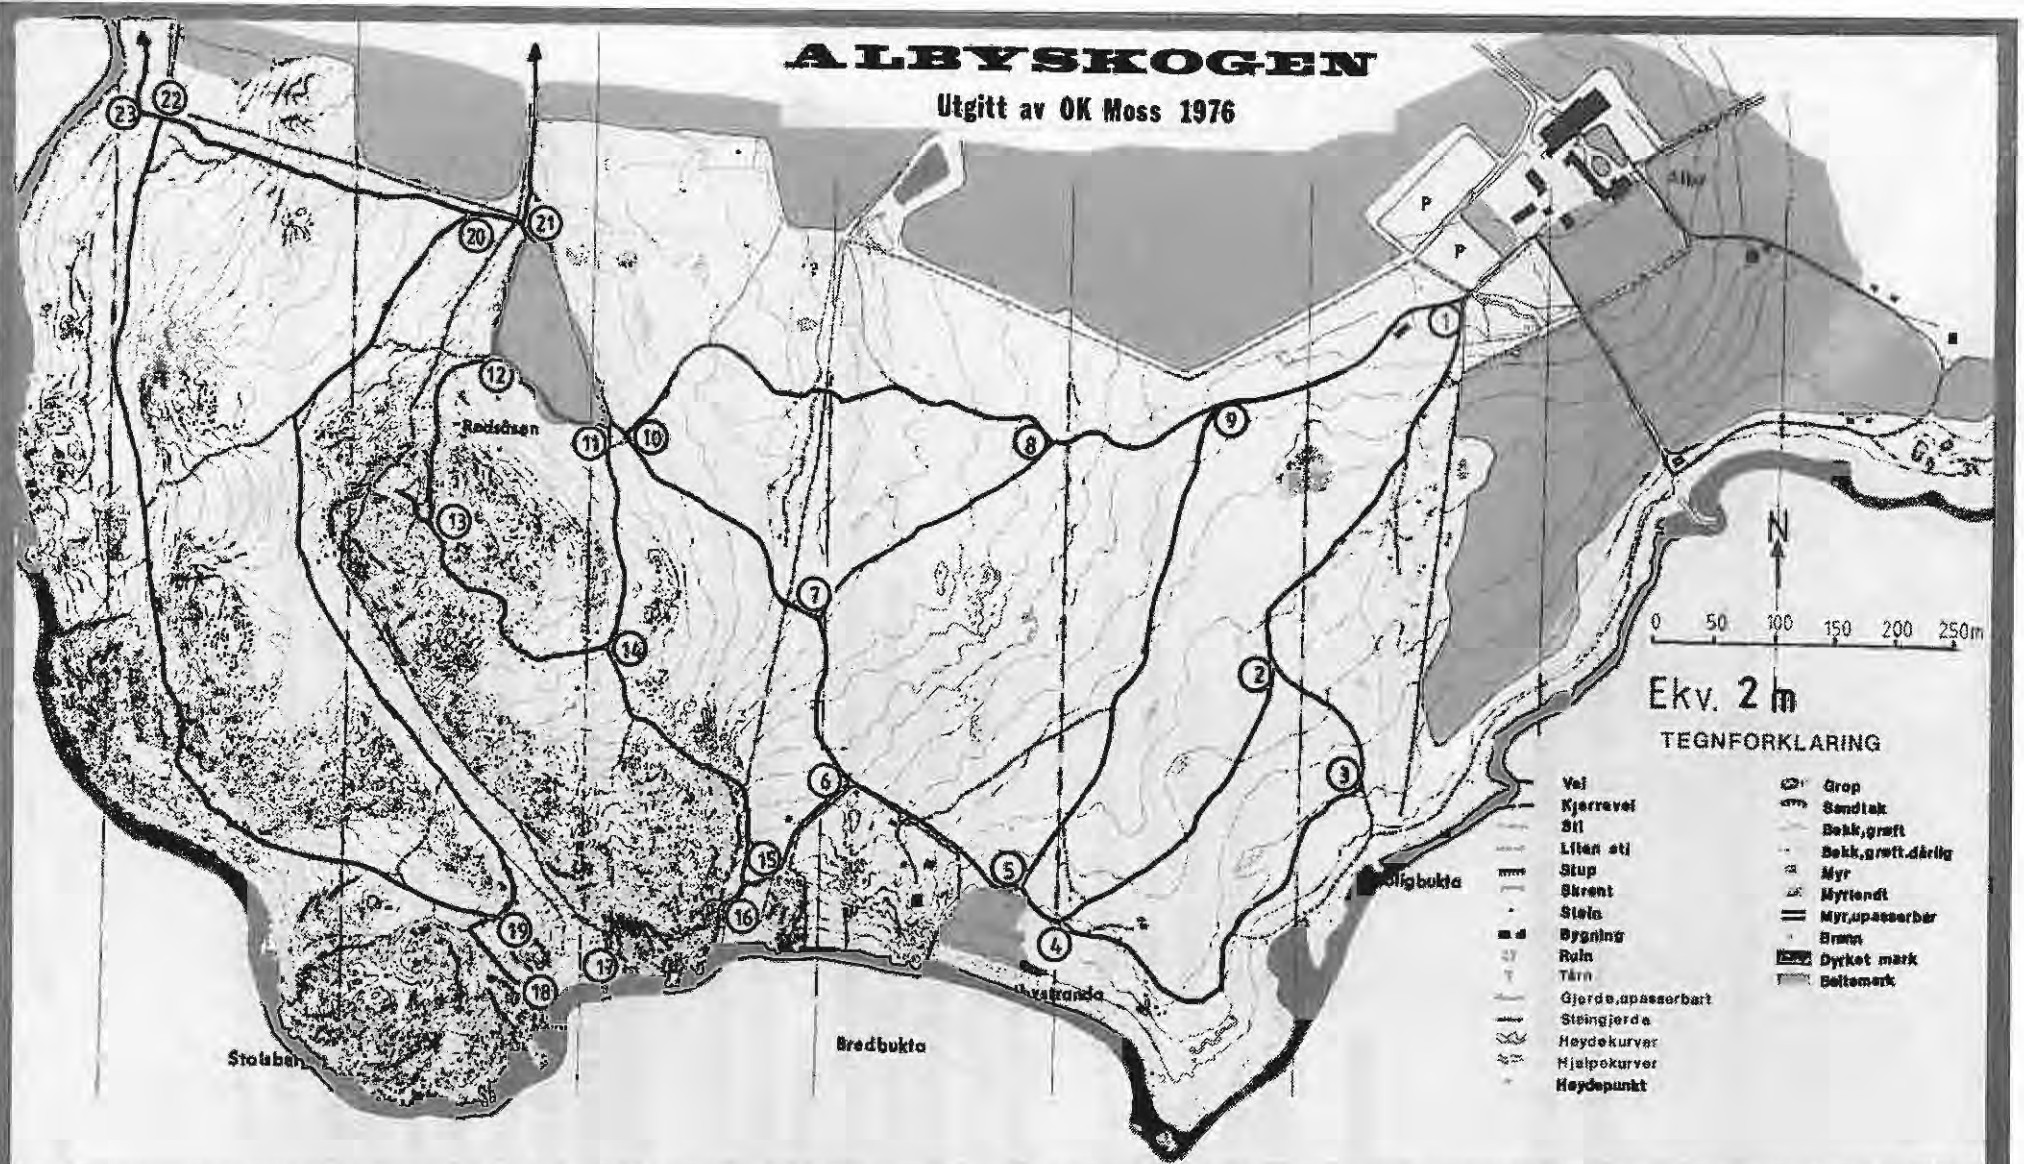 ALBYSKOGEN
Utgitt av OK Moss 1976
23
22
21
20
P
P
Alby
1
12
Rødsåsen
11
10
8
9
13
7
14
2
N
0 50 100 150 200 250m
Ekv. 2 m
TEGNFORKLARING
6
3
15
5
16
19
4
17
18
Bredbukta
Vei
Kjerrevei
Sti
Liten sti
Stup
Skrent
Stein
Bygning
Ruin
Tårn
Gjerde, upasserbart
Steingjerde
Høydekurver
Hjelpekurver
Høydepunkt
Grop
Sandtak
Bekk, grøft
Bekk, grøft. dårlig
Myr
Myrlendt
Myr, upasserbar
Brønn
Dyrket mark
Beitemark